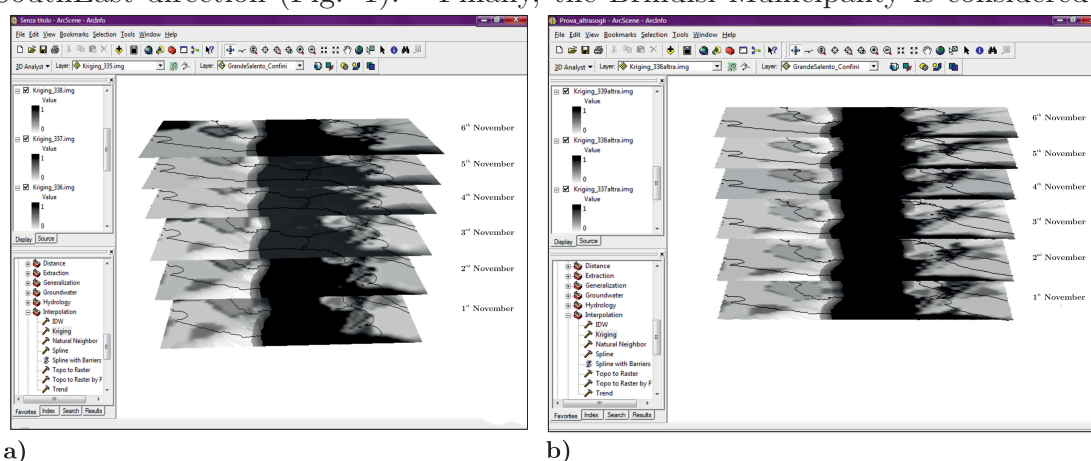 southEast direction (Fig. 1). Finally, the Brindisi Municipality is considered
Senza titolo - ArcScene - ArcInfo
File Edit View Bookmarks Selection Tools Window Help
3D Analyst Layer: Kriging_335.img Layer: GrandeSalento_Confini
Kriging_338.img
Value
1
0
Kriging_337.img
Value
1
0
Kriging_336.img
Value
1
0
Display Source
Distance
Extraction
Generalization
Groundwater
Hydrology
Interpolation
IDW
Kriging
Natural Neighbor
Spline
Spline with Barriers
Topo to Raster
Topo to Raster by F
Trend
Favorites Index Search Results
6th November
5th November
4th November
3rd November
2nd November
1st November
a)
Prova_altrasogli - ArcScene - ArcInfo
File Edit View Bookmarks Selection Tools Window Help
3D Analyst Layer: Kriging_336altra.img Layer: GrandeSalento_Confini
Kriging_339altra.img
Value
1
0
Kriging_338altra.img
Value
1
0
Kriging_337altra.img
Value
1
0
Display Source
Distance
Extraction
Generalization
Groundwater
Hydrology
Interpolation
IDW
Kriging
Natural Neighbor
Spline
Spline with Barriers
Topo to Raster
Topo to Raster by F
Trend
Favorites Index Search Results
6th November
5th November
4th November
3rd November
2nd November
1st November
b)